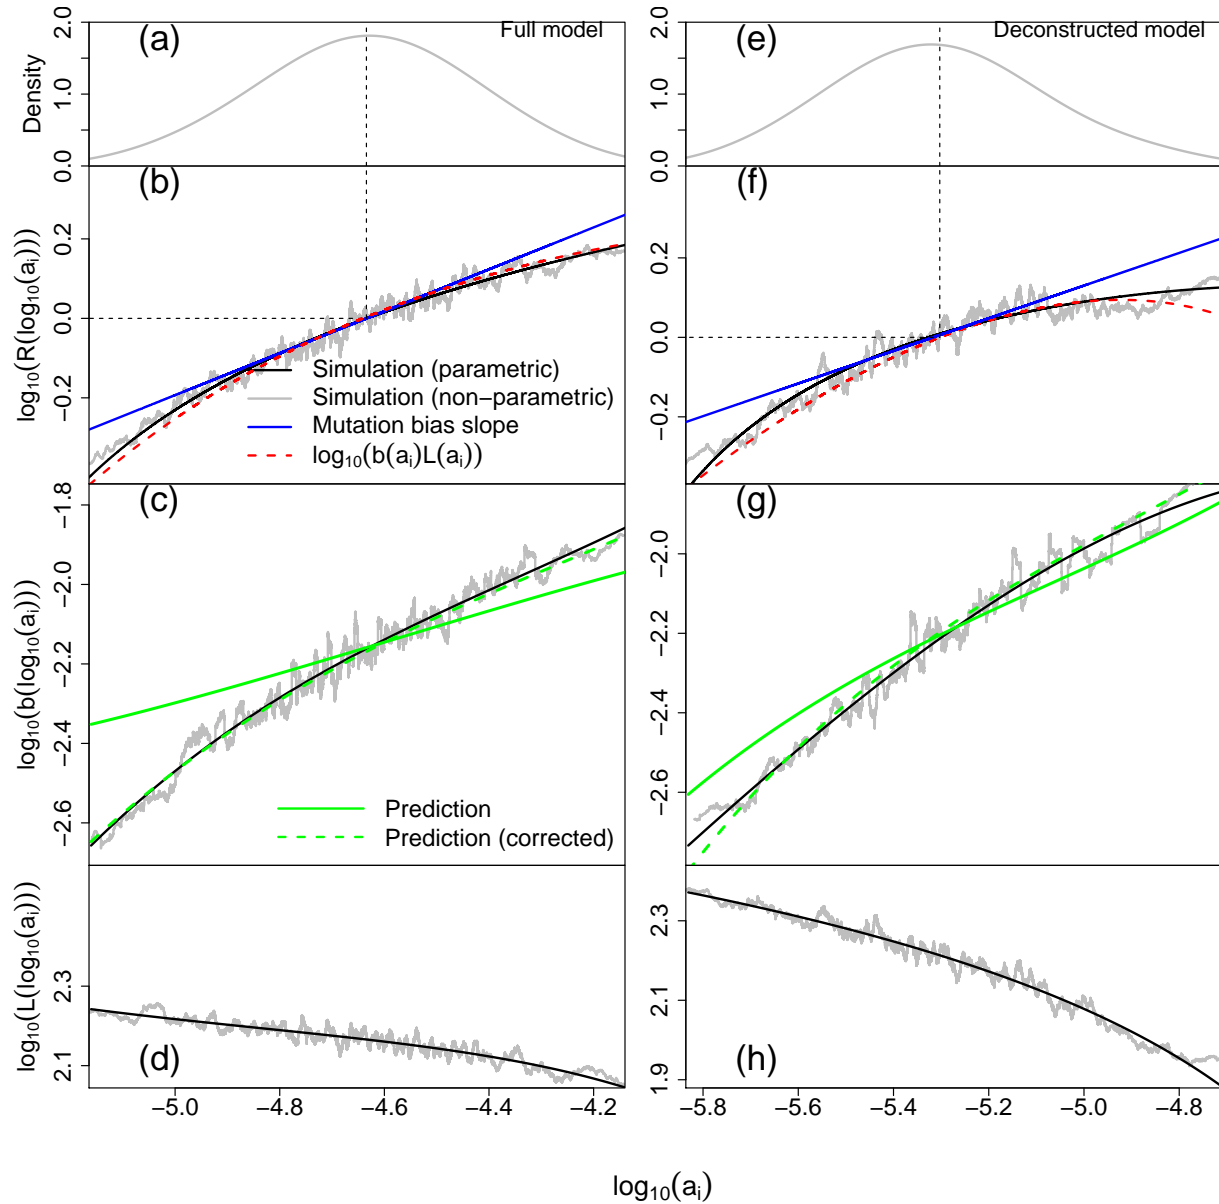 (a)
Full model
Density
0.0
1.0
2.0
(b)
log10(R(log10(ai)))
−0.2
0.0
0.2
Simulation (parametric)
Simulation (non−parametric)
Mutation bias slope
log10(b(ai)L(ai))
(c)
log10(b(log10(ai)))
−2.6
−2.4
−2.2
−2.0
−1.8
Prediction
Prediction (corrected)
(d)
log10(L(log10(ai)))
2.1
2.3
−5.0
−4.8
−4.6
−4.4
−4.2
(e)
Deconstructed model
0.0
1.0
2.0
(f)
−0.2
0.0
0.2
(g)
−2.6
−2.4
−2.2
−2.0
(h)
1.9
2.1
2.3
−5.8
−5.6
−5.4
−5.2
−5.0
−4.8
log10(ai)